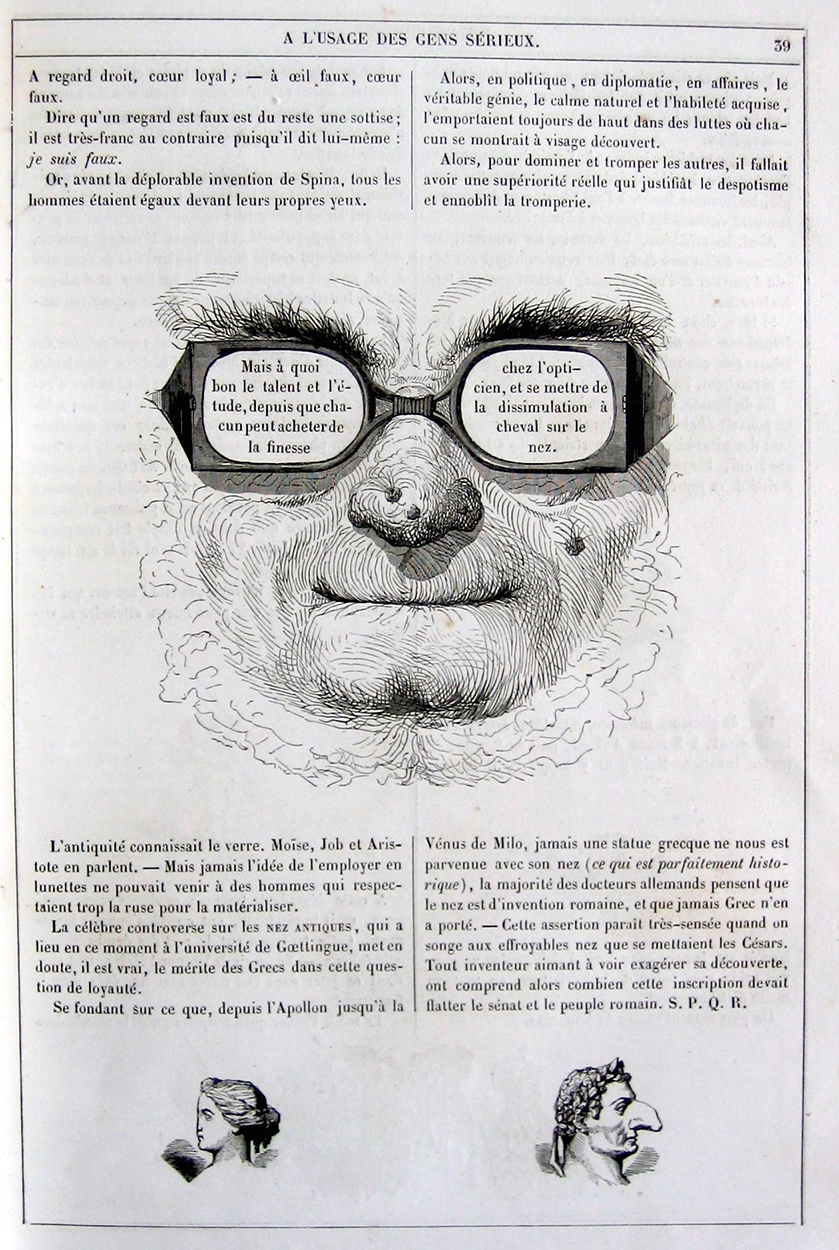 A L'USAGE DES GENS SÉRIEUX.
39
A regard droit, cœur loyal ; — à œil faux, cœur
faux.
Dire qu'un regard est faux est du reste une sottise ;
il est très-franc au contraire puisqu'il dit lui-même :
je suis faux.
Or, avant la déplorable invention de Spina, tous les
hommes étaient égaux devant leurs propres yeux.
Alors, en politique, en diplomatie, en affaires, le
véritable génie, le calme naturel et l'habileté acquise,
l'emportaient toujours de haut dans des luttes où cha-
cun se montrait à visage découvert.
Alors, pour dominer et tromper les autres, il fallait
avoir une supériorité réelle qui justifiât le despotisme
et ennoblît la tromperie.
Mais à quoi
bon le talent et l'é-
tude, depuis que cha-
cun peut acheter de
la finesse
chez l'opti-
cien, et se mettre de
la dissimulation à
cheval sur le
nez.
L'antiquité connaissait le verre. Moïse, Job et Aris-
tote en parlent. — Mais jamais l'idée de l'employer en
lunettes ne pouvait venir à des hommes qui respec-
taient trop la ruse pour la matérialiser.
La célèbre controverse sur les NEZ ANTIQUES, qui a
lieu en ce moment à l'université de Gœttingue, met en
doute, il est vrai, le mérite des Grecs dans cette ques-
tion de loyauté.
Se fondant sur ce que, depuis l'Apollon jusqu'à la
Vénus de Milo, jamais une statue grecque ne nous est
parvenue avec son nez (ce qui est parfaitement histo-
rique), la majorité des docteurs allemands pensent que
le nez est d'invention romaine, et que jamais Grec n'en
a porté. — Cette assertion paraît très-sensée quand on
songe aux effroyables nez que se mettaient les Césars.
Tout inventeur aimant à voir exagérer sa découverte,
ont comprend alors combien cette inscription devait
flatter le sénat et le peuple romain. S. P. Q. R.